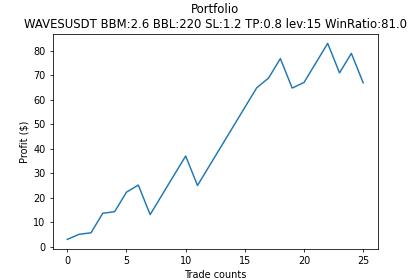 Portfolio
WAVESUSDT BBM:2.6 BBL:220 SL:1.2 TP:0.8 lev:15 WinRatio:81.0
80
70
60
50
40
30
20
10
0
Profit ($)
0 5 10 15 20 25
Trade counts